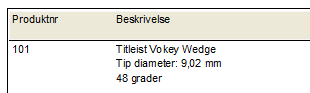 Produktnr Beskrivelse
101 Titleist Vokey Wedge
Tip diameter: 9,02 mm
48 grader